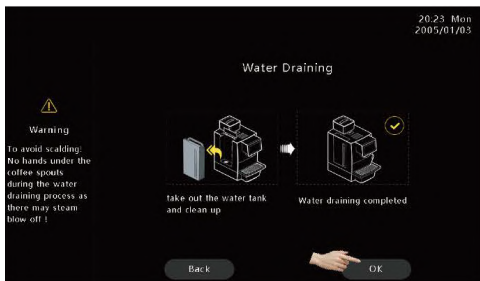 20:23 Mon
2005/01/03
Water Draining
Warning
To avoid scalding!
No hands under the
coffee spouts
during the water
draining process as
there may steam
blow off !
take out the water tank
and clean up
Water draining completed
Back
OK